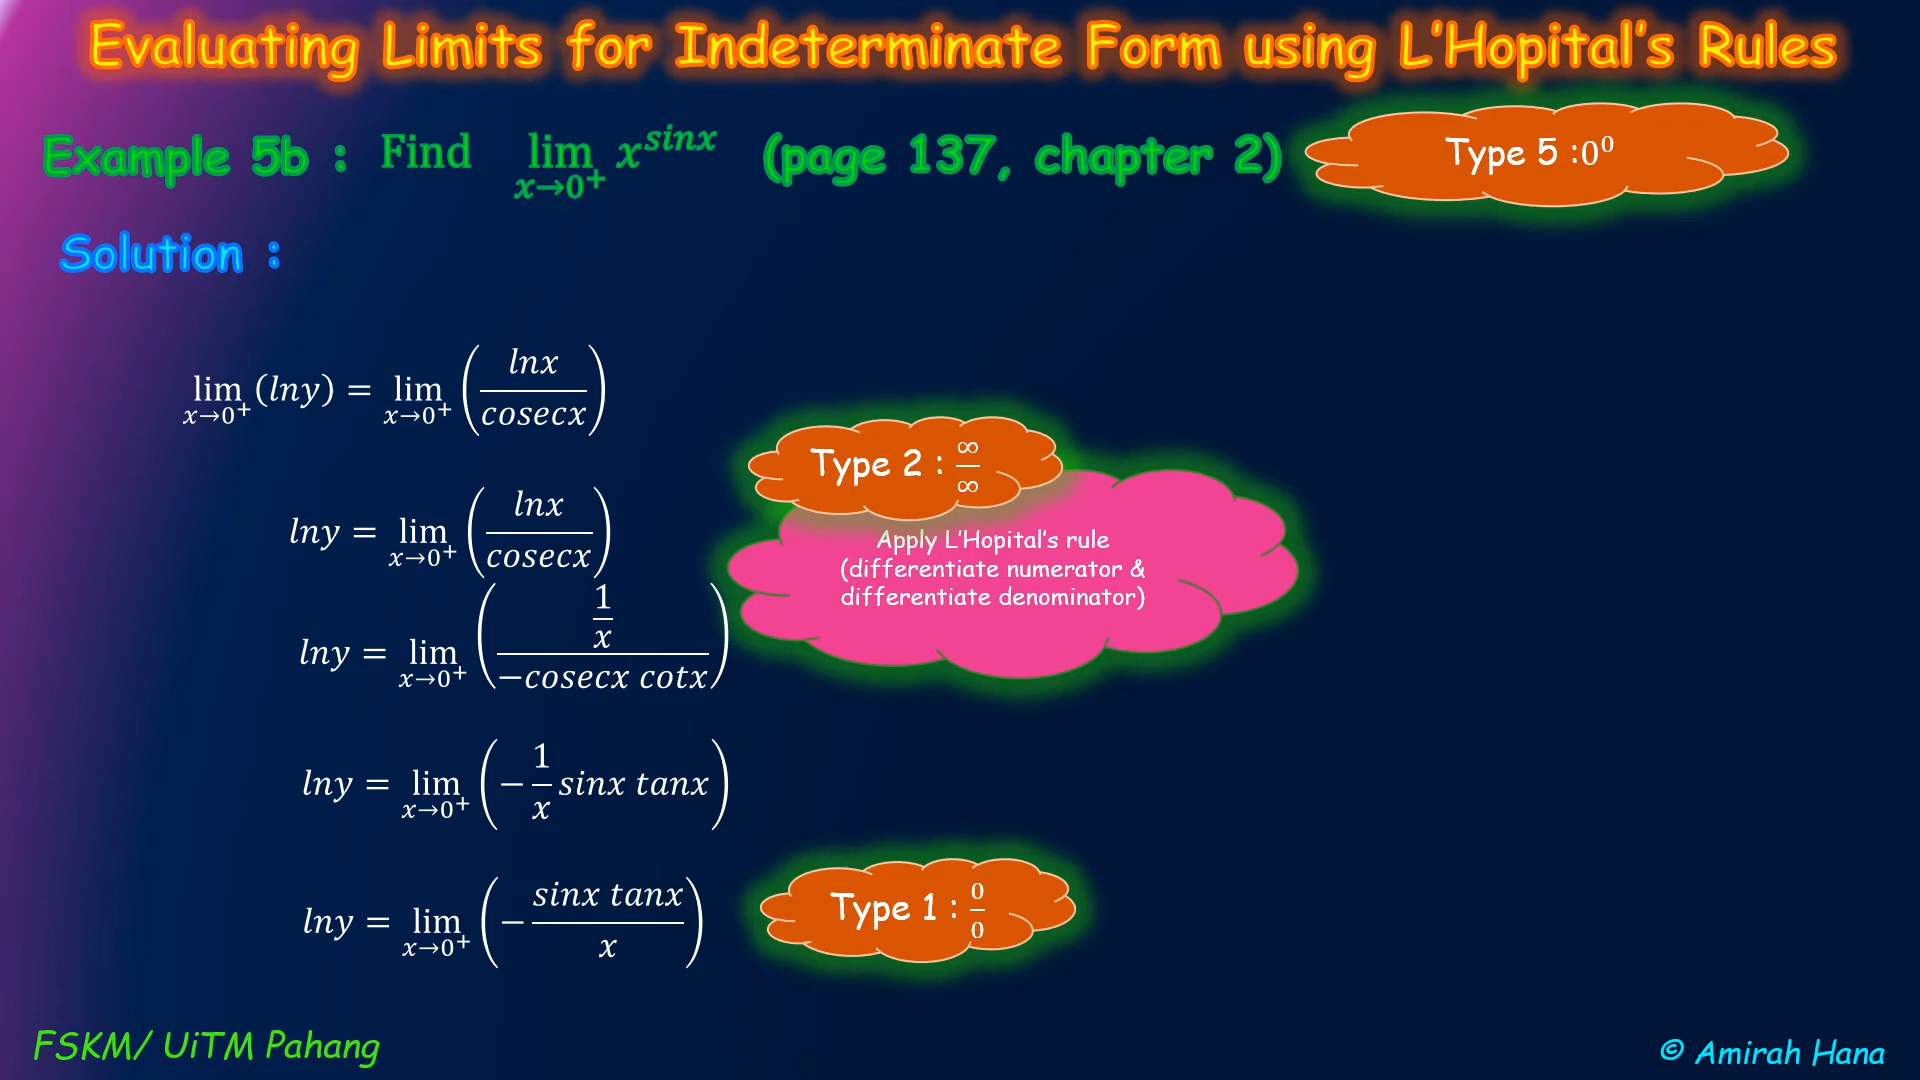 Evaluating Limits for Indeterminate Form using L'Hopital's Rules
Example 5b : Find lim x→0⁺ x^sinx (page 137, chapter 2)
Type 5 :0⁰
Solution :
lim x→0⁺ (lny) = lim x→0⁺ (lnx / cosecx)
Type 2 : ∞/∞
lny = lim x→0⁺ (lnx / cosecx)
Apply L'Hopital's rule
(differentiate numerator &
differentiate denominator)
lny = lim x→0⁺ (1/x / −cosecx cotx)
lny = lim x→0⁺ (− 1/x sinx tanx)
lny = lim x→0⁺ (− sinx tanx / x)
Type 1 : 0/0
FSKM/ UiTM Pahang
© Amirah Hana